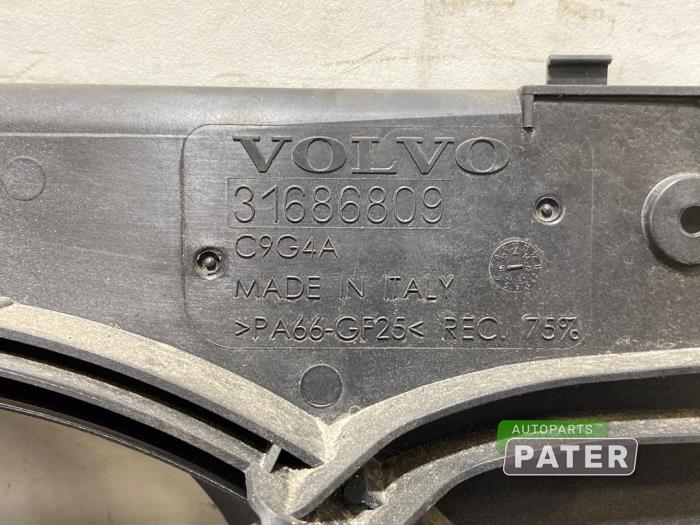 VOLVO
31686809
C9G4A
MADE IN ITALY
>PA66-GF25< REC. 75%
AUTOPARTS
PATER